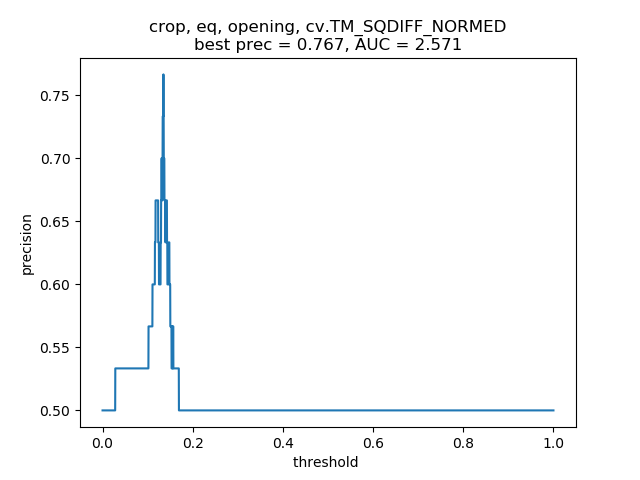 crop, eq, opening, cv.TM_SQDIFF_NORMED
best prec = 0.767, AUC = 2.571
0.75
0.70
0.65
0.60
0.55
0.50
precision
0.0 0.2 0.4 0.6 0.8 1.0
threshold